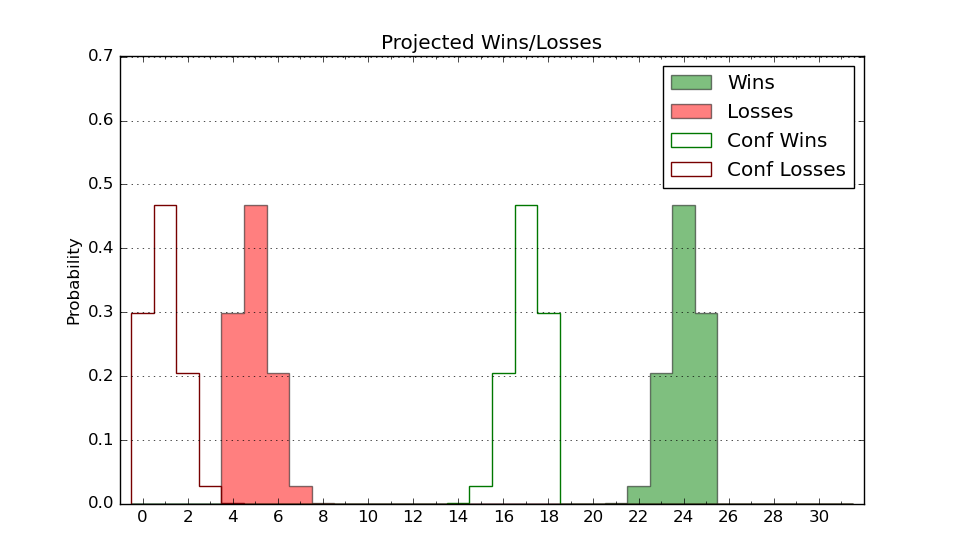 Projected Wins/Losses
0.7
0.6
0.5
0.4
0.3
0.2
0.1
0.0
Probability
Wins
Losses
Conf Wins
Conf Losses
0 2 4 6 8 10 12 14 16 18 20 22 24 26 28 30